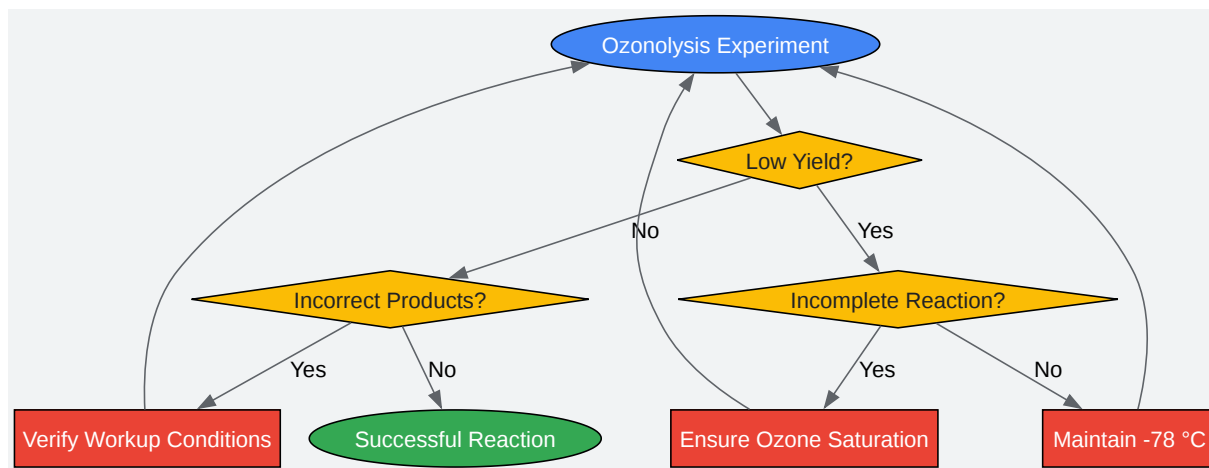 Ozonolysis Experiment
Low Yield?
No
Yes
Incorrect Products?
Incomplete Reaction?
Yes
No
Yes
No
Verify Workup Conditions
Successful Reaction
Ensure Ozone Saturation
Maintain -78 °C